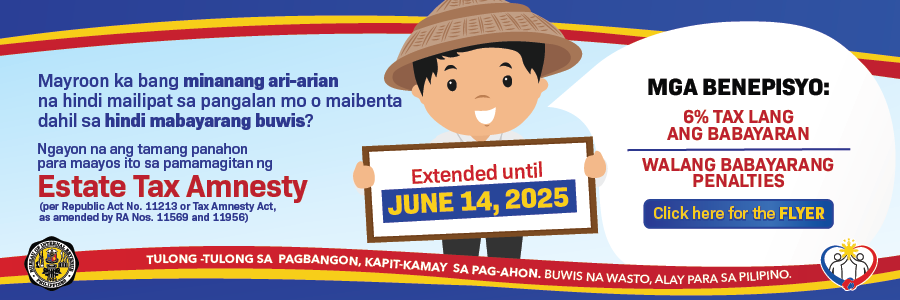 Mayroon ka bang minanang ari-arian
na hindi mailipat sa pangalan mo o maibenta
dahil sa hindi mabayarang buwis?
Ngayon na ang tamang panahon
para maayos ito sa pamamagitan ng
Estate Tax Amnesty
(per Republic Act No. 11213 or Tax Amnesty Act,
as amended by RA Nos. 11569 and 11956)
Extended until
JUNE 14, 2025
MGA BENEPISYO:
6% TAX LANG
ANG BABAYARAN
WALANG BABAYARANG
PENALTIES
Click here for the FLYER
TULONG -TULONG SA PAGBANGON, KAPIT-KAMAY SA PAG-AHON. BUWIS NA WASTO, ALAY PARA SA PILIPINO.